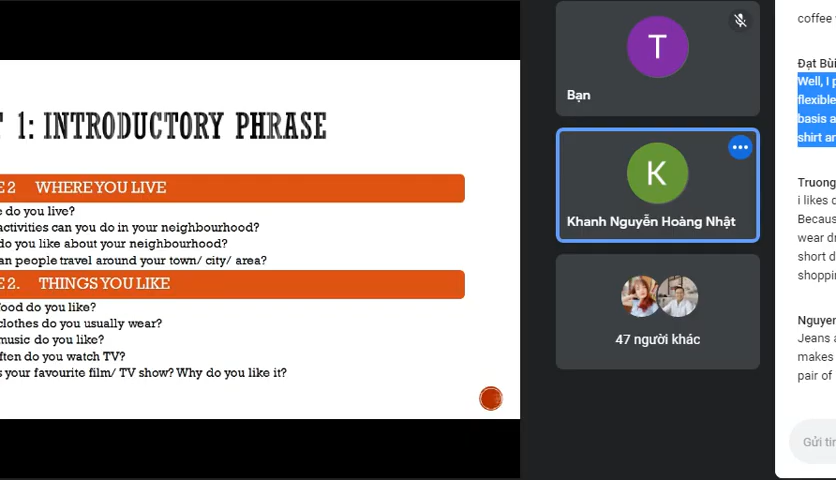 T 1: INTRODUCTORY PHRASE
E 2 WHERE YOU LIVE
e do you live?
activities can you do in your neighbourhood?
do you like about your neighbourhood?
an people travel around your town/ city/ area?
E 2. THINGS YOU LIKE
food do you like?
clothes do you usually wear?
music do you like?
ften do you watch TV?
s your favourite film/ TV show? Why do you like it?
T
Bạn
K
Khanh Nguyễn Hoàng Nhật
47 người khác
coffee
Đạt Bùi
Well, I p
flexible
basis a
shirt an
Truong
i likes d
Becaus
wear dr
short d
shoppi
Nguyen
Jeans a
makes
pair of
Gửi tin